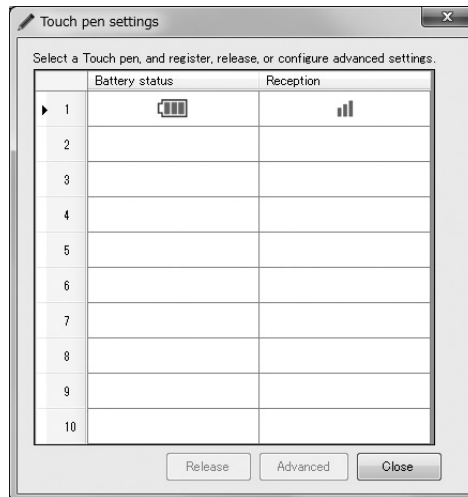 Touch pen settings
x
Select a Touch pen, and register, release, or configure advanced settings.
Battery status Reception
1
2
3
4
5
6
7
8
9
10
Release Advanced Close